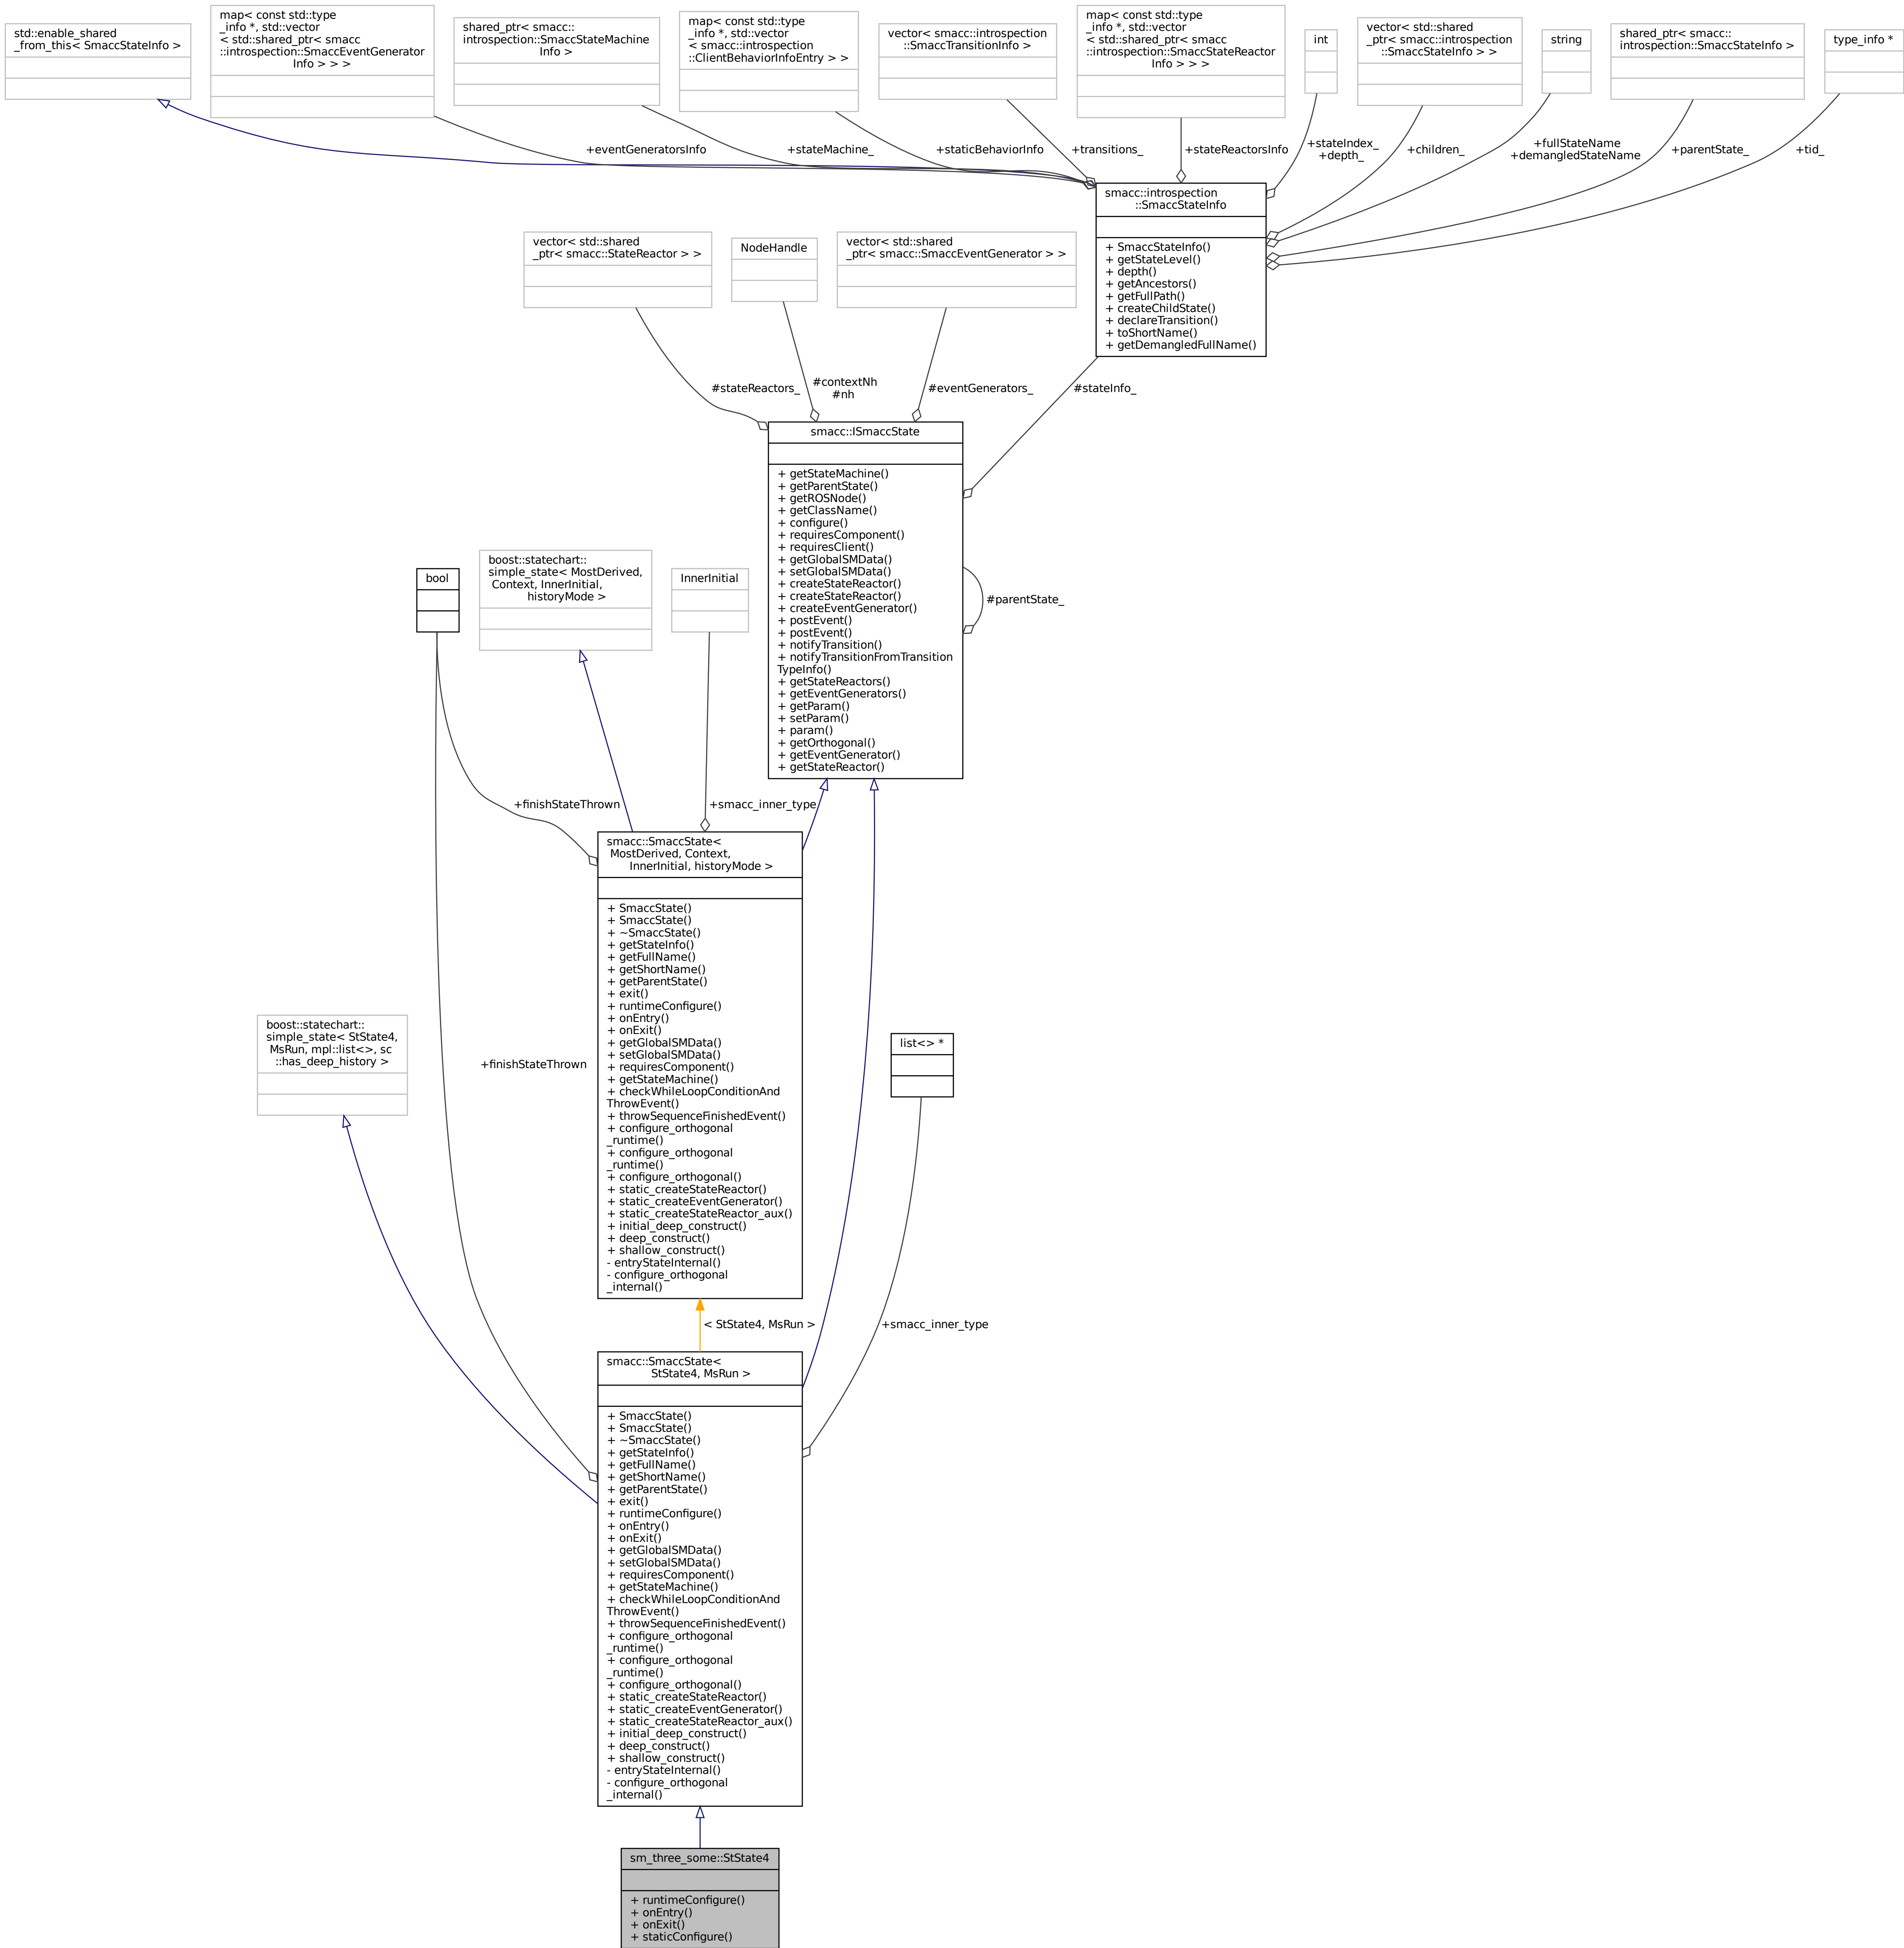 std::enable_shared
_from_this< SmaccStateInfo >
map< const std::type
_info *, std::vector
< std::shared_ptr< smacc
::introspection::SmaccEventGenerator
Info > > >
shared_ptr< smacc::
introspection::SmaccStateMachine
Info >
map< const std::type
_info *, std::vector
< smacc::introspection
::ClientBehaviorInfoEntry > >
vector< smacc::introspection
::SmaccTransitionInfo >
map< const std::type
_info *, std::vector
< std::shared_ptr< smacc
::introspection::SmaccStateReactor
Info > > >
int
vector< std::shared
_ptr< smacc::introspection
::SmaccStateInfo > >
string
shared_ptr< smacc::
introspection::SmaccStateInfo >
type_info *
+eventGeneratorsInfo
+stateMachine_
+staticBehaviorInfo
+transitions_
+stateReactorsInfo
+stateIndex_
+depth_
+children_
+fullStateName
+demangledStateName
+parentState_
+tid_
smacc::introspection
::SmaccStateInfo
+ SmaccStateInfo()
+ getStateLevel()
+ depth()
+ getAncestors()
+ getFullPath()
+ createChildState()
+ declareTransition()
+ toShortName()
+ getDemangledFullName()
vector< std::shared
_ptr< smacc::StateReactor > >
NodeHandle
vector< std::shared
_ptr< smacc::SmaccEventGenerator > >
#stateReactors_
#contextNh
#nh
#eventGenerators_
#stateInfo_
smacc::ISmaccState
+ getStateMachine()
+ getParentState()
+ getROSNode()
+ getClassName()
+ configure()
+ requiresComponent()
+ requiresClient()
+ getGlobalSMData()
+ setGlobalSMData()
+ createStateReactor()
+ createStateReactor()
+ createEventGenerator()
+ postEvent()
+ postEvent()
+ notifyTransition()
+ notifyTransitionFromTransition
TypeInfo()
+ getStateReactors()
+ getEventGenerators()
+ getParam()
+ setParam()
+ param()
+ getOrthogonal()
+ getEventGenerator()
+ getStateReactor()
#parentState_
bool
boost::statechart::
simple_state< MostDerived,
Context, InnerInitial,
historyMode >
InnerInitial
+finishStateThrown
+smacc_inner_type
smacc::SmaccState<
MostDerived, Context,
InnerInitial, historyMode >
+ SmaccState()
+ SmaccState()
+ ~SmaccState()
+ getStateInfo()
+ getFullName()
+ getShortName()
+ getParentState()
+ exit()
+ runtimeConfigure()
+ onEntry()
+ onExit()
+ getGlobalSMData()
+ setGlobalSMData()
+ requiresComponent()
+ getStateMachine()
+ checkWhileLoopConditionAnd
ThrowEvent()
+ throwSequenceFinishedEvent()
+ configure_orthogonal
_runtime()
+ configure_orthogonal
_runtime()
+ configure_orthogonal()
+ static_createStateReactor()
+ static_createEventGenerator()
+ static_createStateReactor_aux()
+ initial_deep_construct()
+ deep_construct()
+ shallow_construct()
- entryStateInternal()
- configure_orthogonal
_internal()
boost::statechart::
simple_state< StState4,
MsRun, mpl::list<>, sc
::has_deep_history >
+finishStateThrown
list<> *
< StState4, MsRun >
+smacc_inner_type
smacc::SmaccState<
StState4, MsRun >
+ SmaccState()
+ SmaccState()
+ ~SmaccState()
+ getStateInfo()
+ getFullName()
+ getShortName()
+ getParentState()
+ exit()
+ runtimeConfigure()
+ onEntry()
+ onExit()
+ getGlobalSMData()
+ setGlobalSMData()
+ requiresComponent()
+ getStateMachine()
+ checkWhileLoopConditionAnd
ThrowEvent()
+ throwSequenceFinishedEvent()
+ configure_orthogonal
_runtime()
+ configure_orthogonal
_runtime()
+ configure_orthogonal()
+ static_createStateReactor()
+ static_createEventGenerator()
+ static_createStateReactor_aux()
+ initial_deep_construct()
+ deep_construct()
+ shallow_construct()
- entryStateInternal()
- configure_orthogonal
_internal()
sm_three_some::StState4
+ runtimeConfigure()
+ onEntry()
+ onExit()
+ staticConfigure()